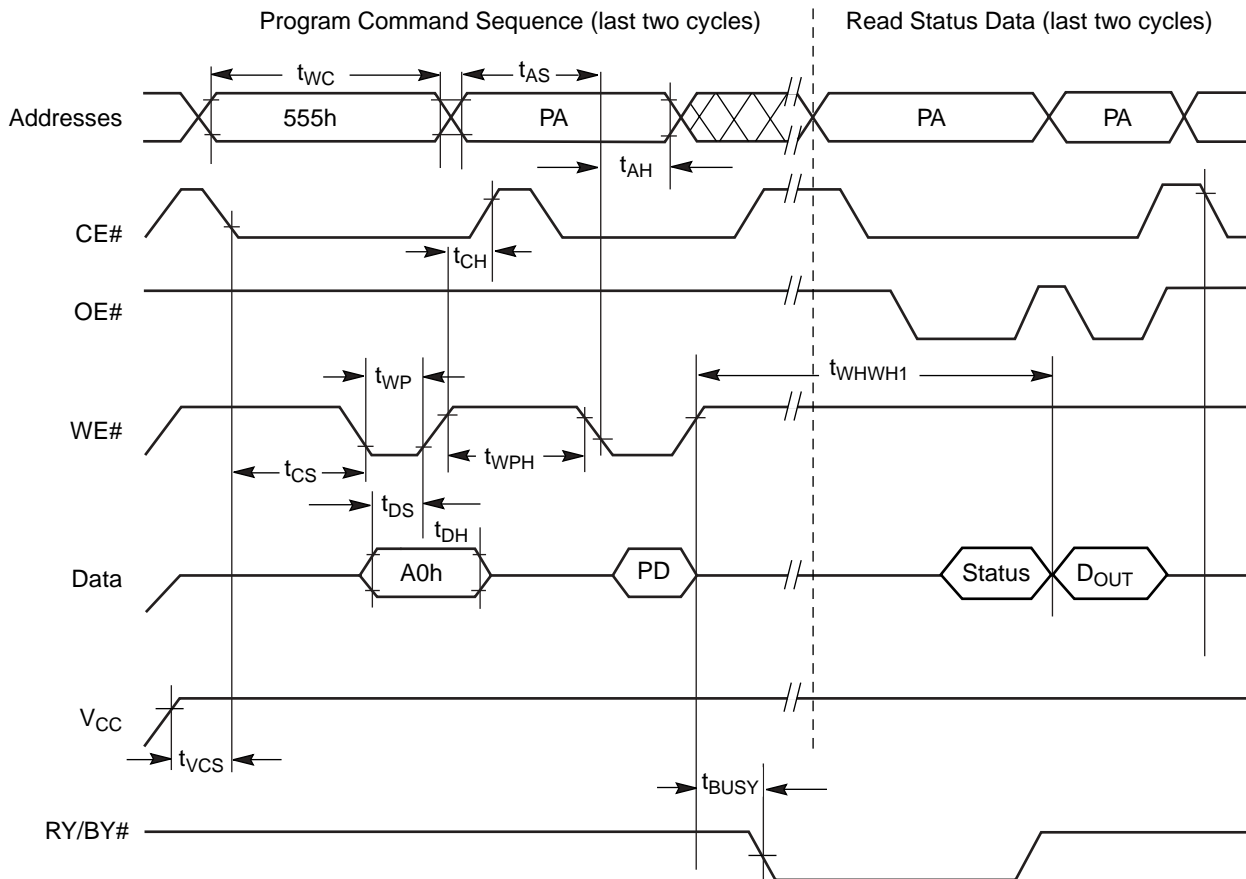 Program Command Sequence (last two cycles)
Read Status Data (last two cycles)
tWC
tAS
Addresses
555h
PA
PA
PA
tAH
CE#
tCH
OE#
tWHWH1
tWP
WE#
tCS
tWPH
tDS
tDH
Data
A0h
PD
Status
DOUT
VCC
tVCS
tBUSY
RY/BY#